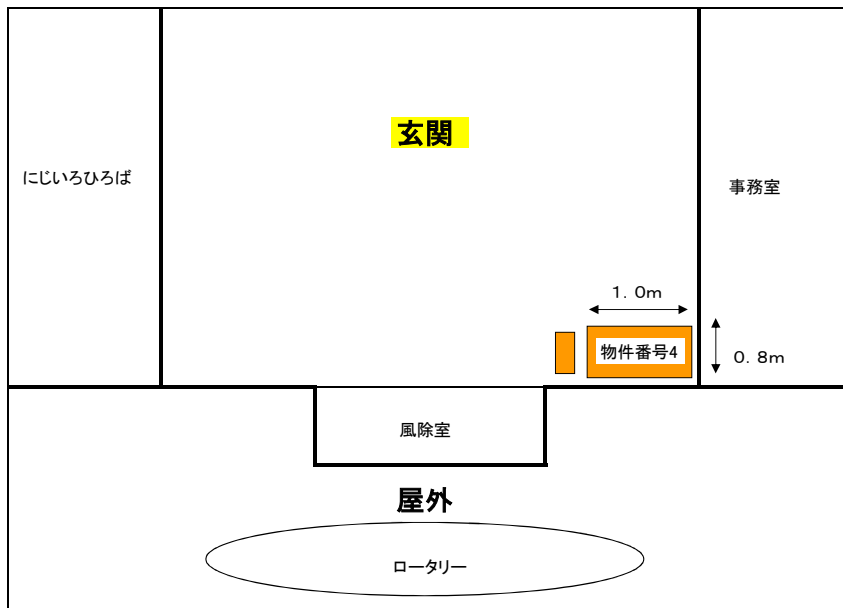 玄関
にじいろひろば
事務室
１．０ｍ
物件番号4
０．８ｍ
風除室
屋外
ロータリー